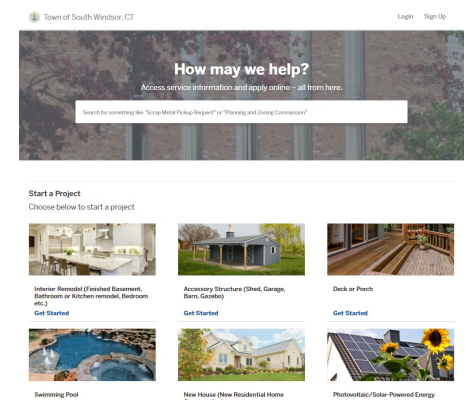 Town of South Windsor, CT
Login Sign Up
How may we help?
Access service information and apply online – all from here.
Search for something like "Scrap Metal Pickup Request" or "Planning and Zoning Commission"
Start a Project
Choose below to start a project
Interior Remodel (Finished Basement,
Bathroom or Kitchen remodel, Bedroom
etc.)
Get Started
Accessory Structure (Shed, Garage,
Barn, Gazebo)
Get Started
Deck or Porch
Get Started
Swimming Pool
New House (New Residential Home
Photovoltaic/Solar-Powered Energy